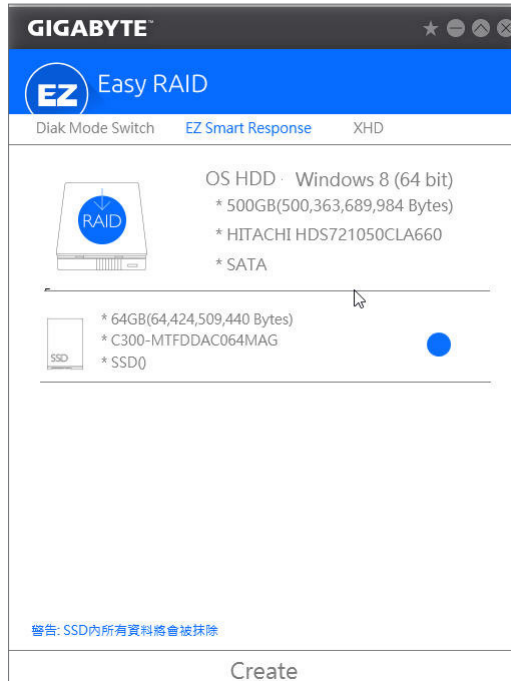 GIGABYTE™
EZ Easy RAID
Diak Mode Switch EZ Smart Response XHD
RAID
OS HDD · Windows 8 (64 bit)
* 500GB(500,363,689,984 Bytes)
* HITACHI HDS721050CLA660
* SATA
SSD
* 64GB(64,424,509,440 Bytes)
* C300-MTFDDAC064MAG
* SSD()
警告: SSD內所有資料將會被抹除
Create